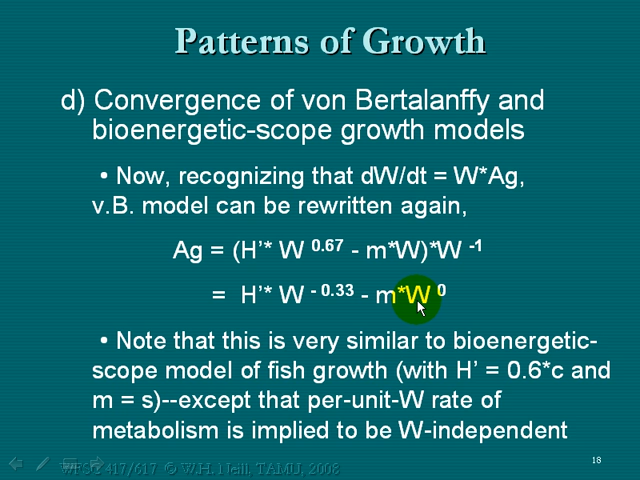 Patterns of Growth
d) Convergence of von Bertalanffy and
bioenergetic-scope growth models
• Now, recognizing that dW/dt = W*Ag,
v.B. model can be rewritten again,
Ag = (H’* W 0.67 - m*W)*W -1
= H’* W - 0.33 - m*W 0
• Note that this is very similar to bioenergetic-
scope model of fish growth (with H’ = 0.6*c and
m = s)--except that per-unit-W rate of
metabolism is implied to be W-independent
WFSC 417/617 © W.H. Neill, TAMU, 2008
18